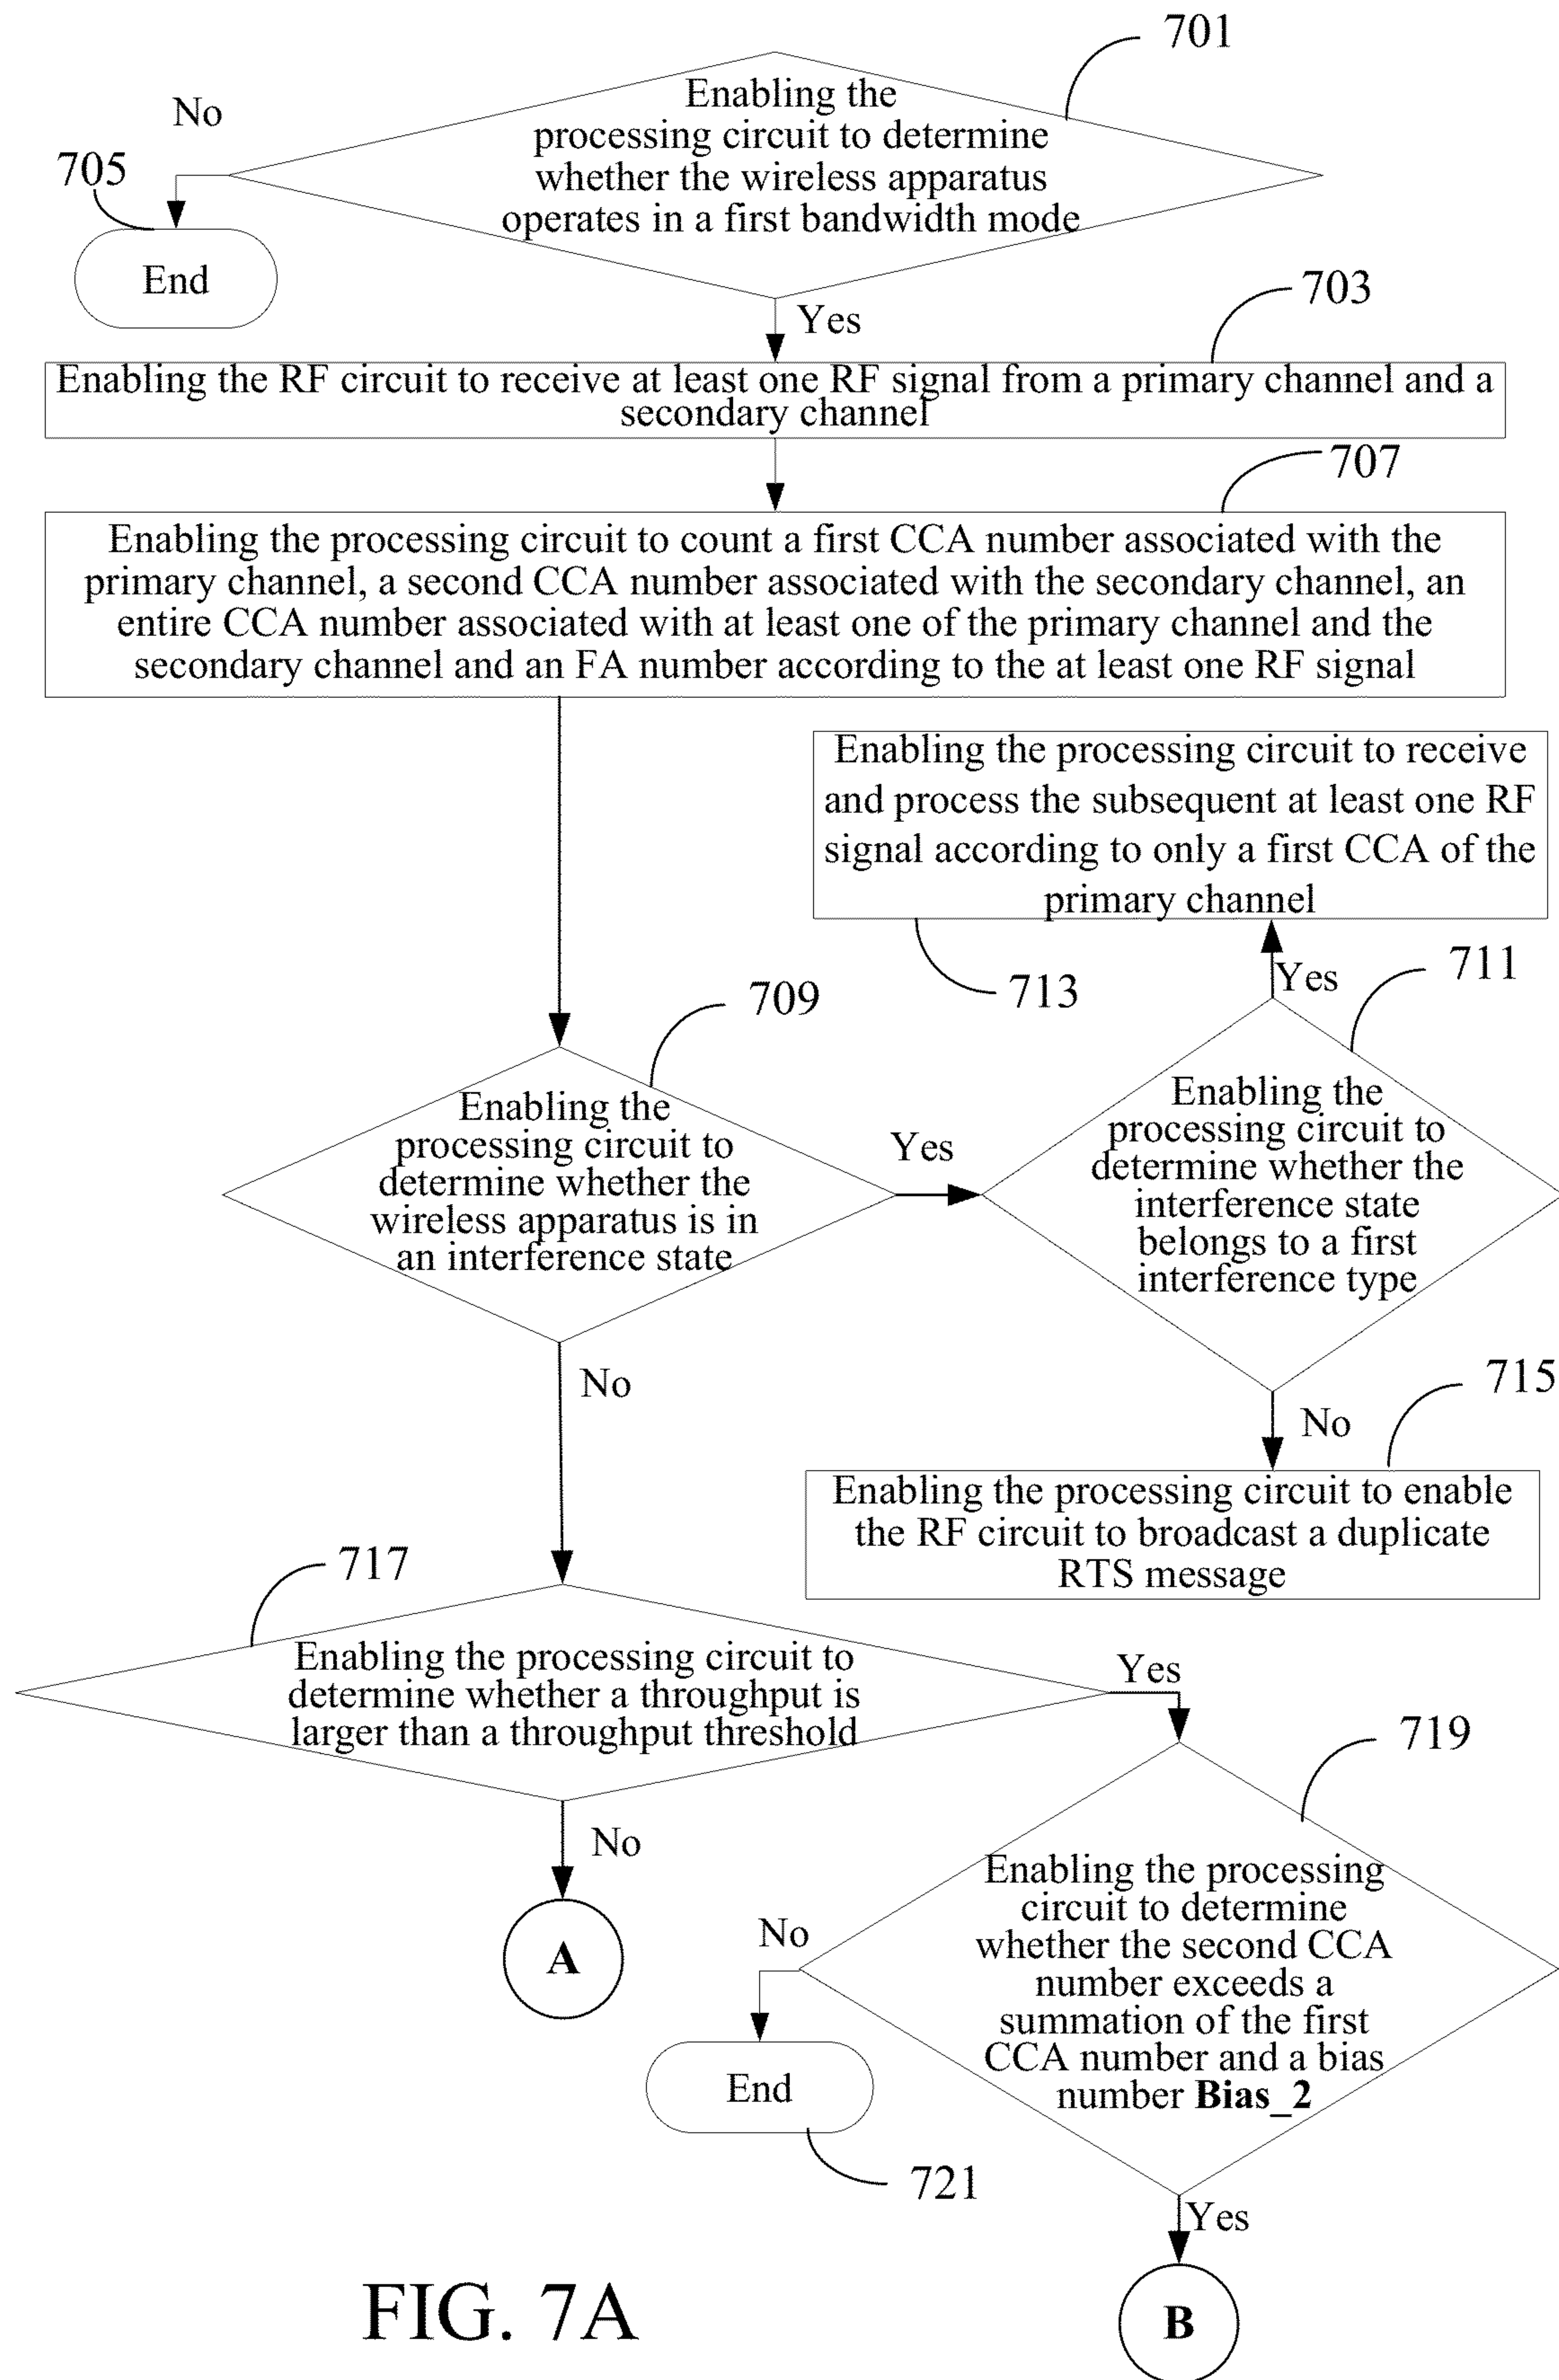 701
Enabling the
processing circuit to determine
whether the wireless apparatus
operates in a first bandwidth mode
No
705
End
Yes
703
Enabling the RF circuit to receive at least one RF signal from a primary channel and a
secondary channel
707
Enabling the processing circuit to count a first CCA number associated with the
primary channel, a second CCA number associated with the secondary channel, an
entire CCA number associated with at least one of the primary channel and the
secondary channel and an FA number according to the at least one RF signal
Enabling the processing circuit to receive
and process the subsequent at least one RF
signal according to only a first CCA of the
primary channel
713
Yes
711
709
Enabling the
processing circuit to
determine whether the
wireless apparatus is in
an interference state
Yes
Enabling the
processing circuit to
determine whether the
interference state
belongs to a first
interference type
No
715
No
Enabling the processing circuit to enable
the RF circuit to broadcast a duplicate
RTS message
717
Enabling the processing circuit to
determine whether a throughput is
larger than a throughput threshold
Yes
719
No
A
Enabling the processing
circuit to determine
whether the second CCA
number exceeds a
summation of the first
CCA number and a bias
number Bias_2
No
End
721
Yes
B
FIG. 7A